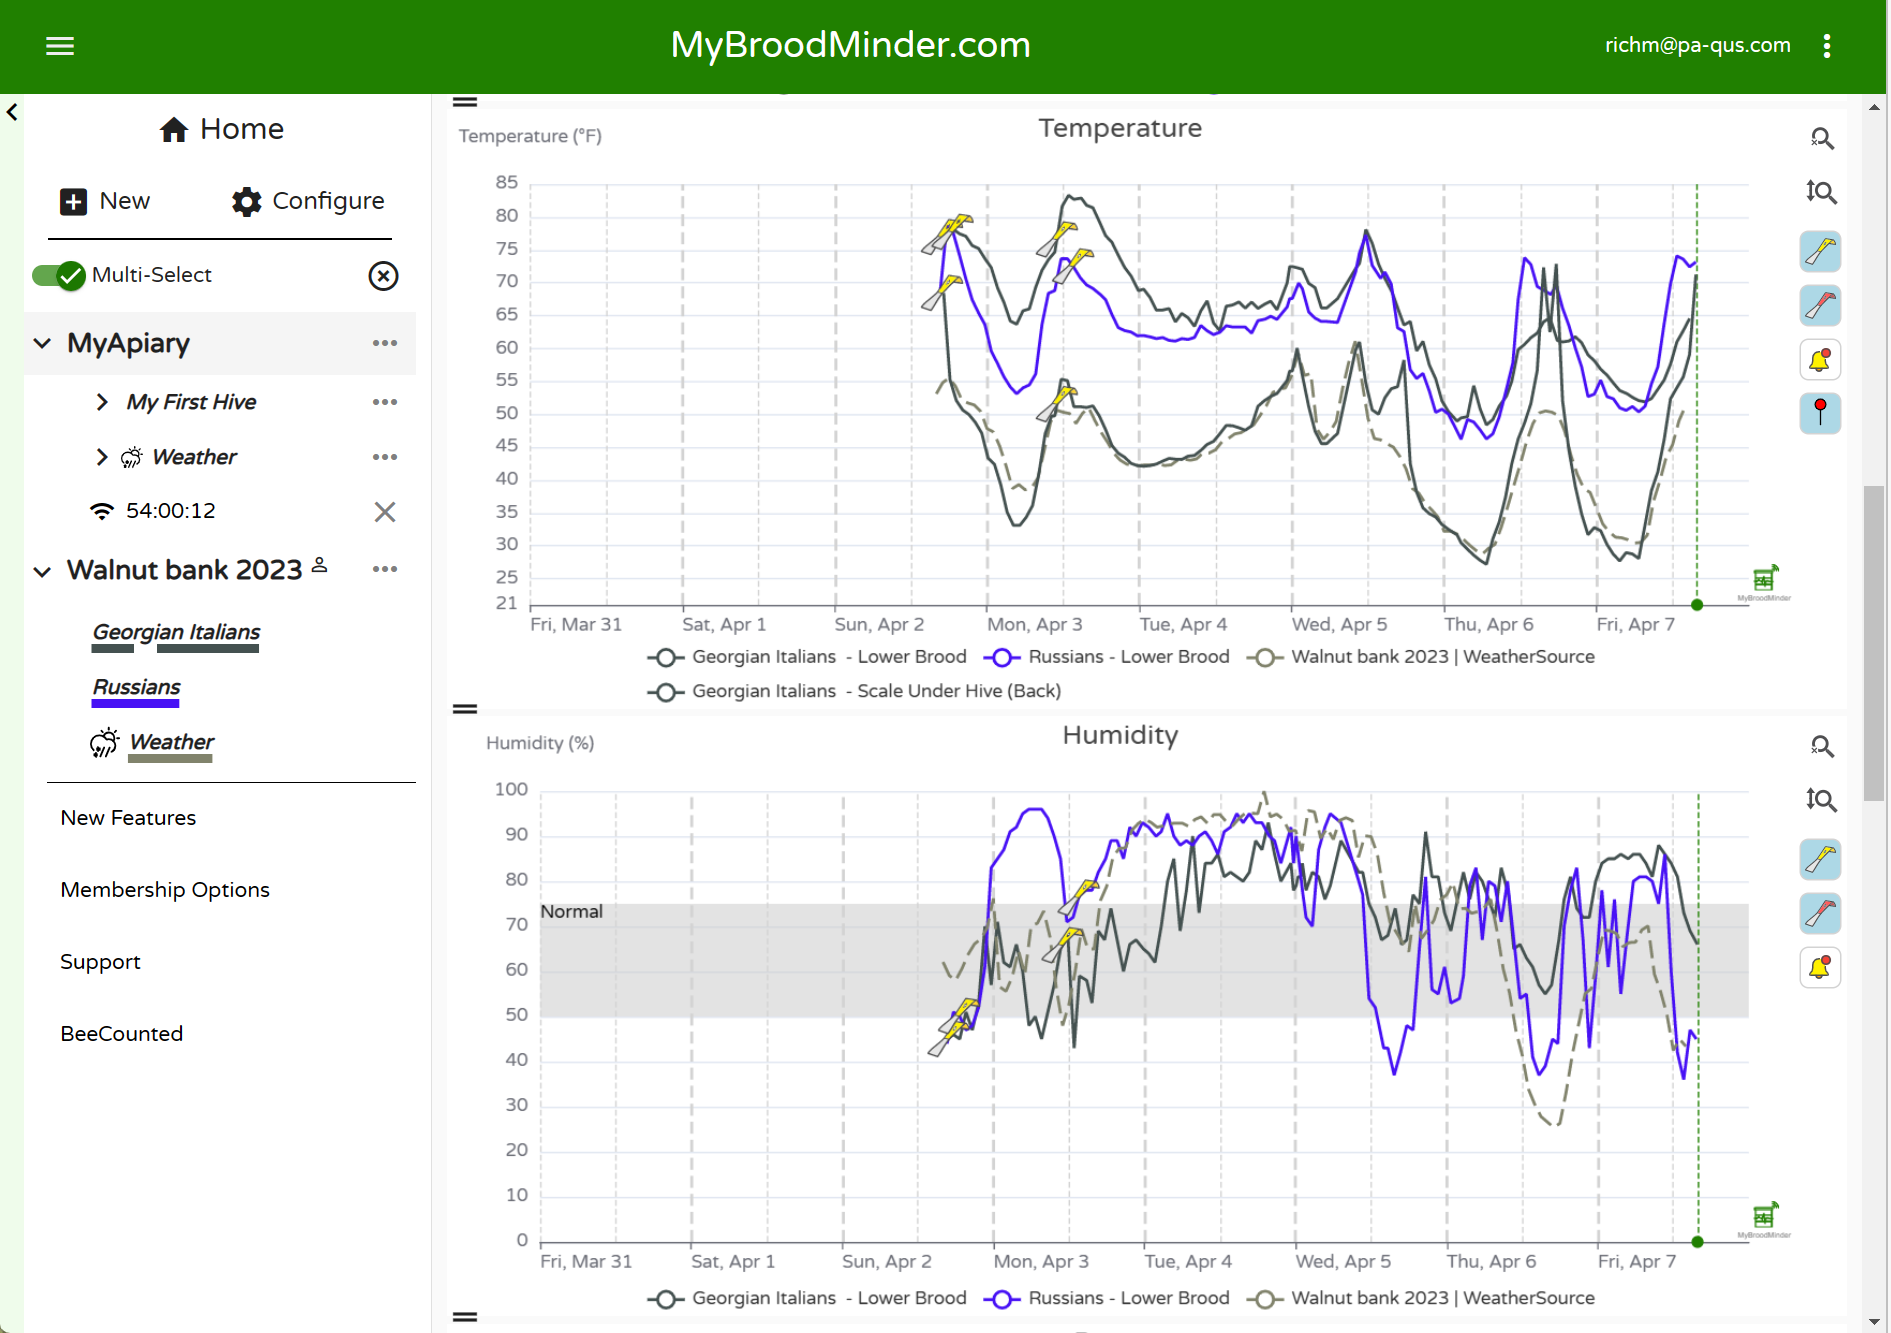 MyBroodMinder.com
richm@pa-qus.com
Home
New
Configure
Multi-Select
MyApiary
My First Hive
Weather
54:00:12
Walnut bank 2023
Georgian Italians
Russians
Weather
New Features
Membership Options
Support
BeeCounted
Temperature
Temperature (°F)
85
80
75
70
65
60
55
50
45
40
35
30
25
21
MyBroodMinder
Fri, Mar 31
Sat, Apr 1
Sun, Apr 2
Mon, Apr 3
Tue, Apr 4
Wed, Apr 5
Thu, Apr 6
Fri, Apr 7
Georgian Italians - Lower Brood
Russians - Lower Brood
Walnut bank 2023 | WeatherSource
Georgian Italians - Scale Under Hive (Back)
Humidity
Humidity (%)
100
90
80
Normal
70
60
50
40
30
20
10
0
MyBroodMinder
Fri, Mar 31
Sat, Apr 1
Sun, Apr 2
Mon, Apr 3
Tue, Apr 4
Wed, Apr 5
Thu, Apr 6
Fri, Apr 7
Georgian Italians - Lower Brood
Russians - Lower Brood
Walnut bank 2023 | WeatherSource